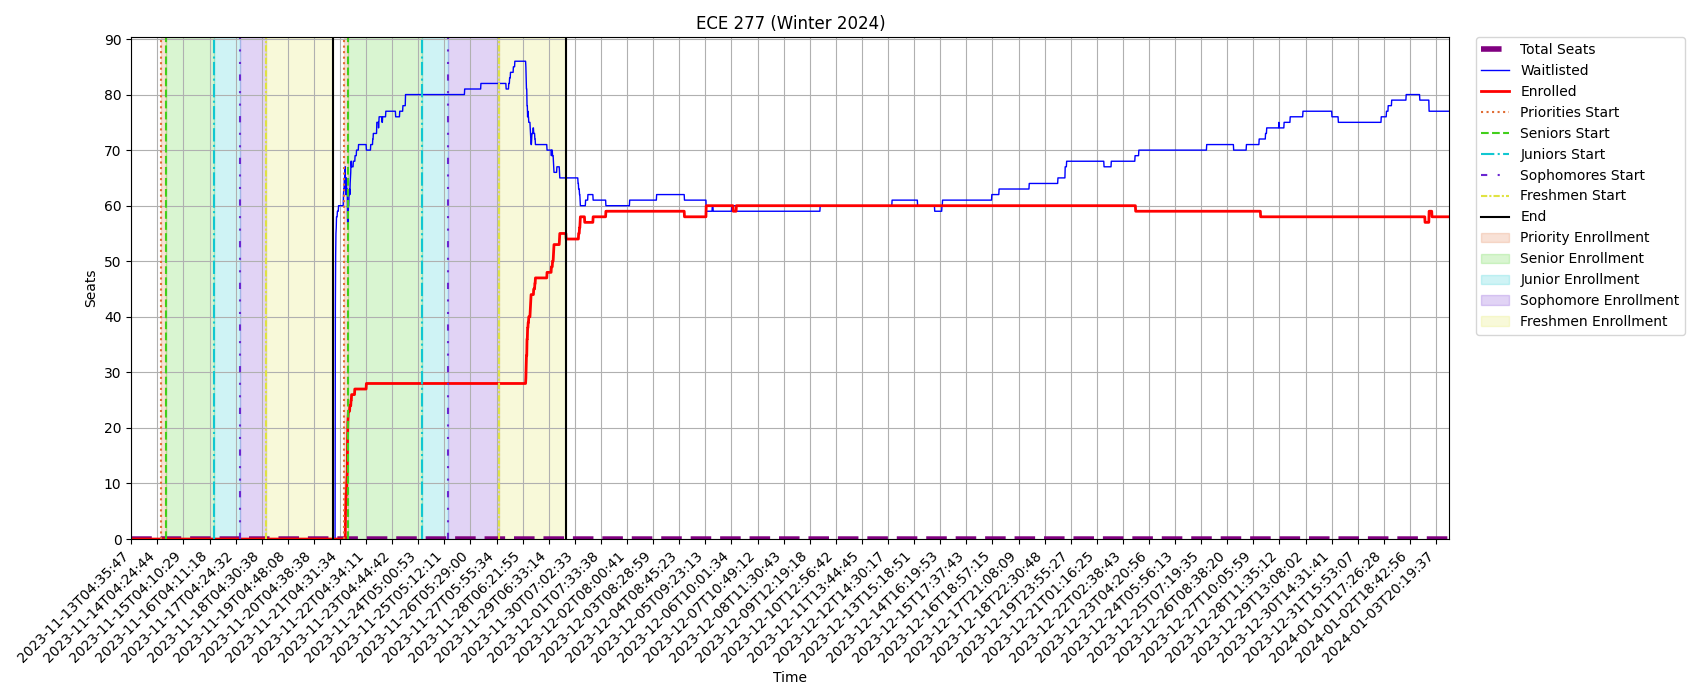 ECE 277 (Winter 2024)
90
80
70
60
50
40
30
20
10
0
Seats
2023-11-13T04:35:47
2023-11-14T04:24:44
2023-11-15T04:10:29
2023-11-16T04:11:18
2023-11-17T04:24:32
2023-11-18T04:30:38
2023-11-19T04:48:08
2023-11-20T04:38:38
2023-11-21T04:31:34
2023-11-22T04:34:11
2023-11-23T04:44:42
2023-11-24T05:00:53
2023-11-25T05:12:11
2023-11-26T05:29:00
2023-11-27T05:55:34
2023-11-28T06:21:55
2023-11-29T06:33:14
2023-11-30T07:02:33
2023-12-01T07:33:38
2023-12-02T08:00:41
2023-12-03T08:28:59
2023-12-04T08:45:23
2023-12-05T09:23:13
2023-12-06T10:01:34
2023-12-07T10:49:12
2023-12-08T11:30:43
2023-12-09T12:19:18
2023-12-10T12:56:42
2023-12-11T13:44:45
2023-12-12T14:30:17
2023-12-13T15:18:51
2023-12-14T16:19:53
2023-12-15T17:37:43
2023-12-16T18:57:15
2023-12-17T21:08:09
2023-12-18T22:30:48
2023-12-19T23:55:27
2023-12-21T01:16:25
2023-12-22T02:38:43
2023-12-23T04:20:56
2023-12-24T05:56:13
2023-12-25T07:19:35
2023-12-26T08:38:20
2023-12-27T10:05:59
2023-12-28T11:35:12
2023-12-29T13:08:02
2023-12-30T14:31:41
2023-12-31T15:53:07
2024-01-01T17:26:28
2024-01-02T18:42:56
2024-01-03T20:19:37
Time
Total Seats
Waitlisted
Enrolled
Priorities Start
Seniors Start
Juniors Start
Sophomores Start
Freshmen Start
End
Priority Enrollment
Senior Enrollment
Junior Enrollment
Sophomore Enrollment
Freshmen Enrollment